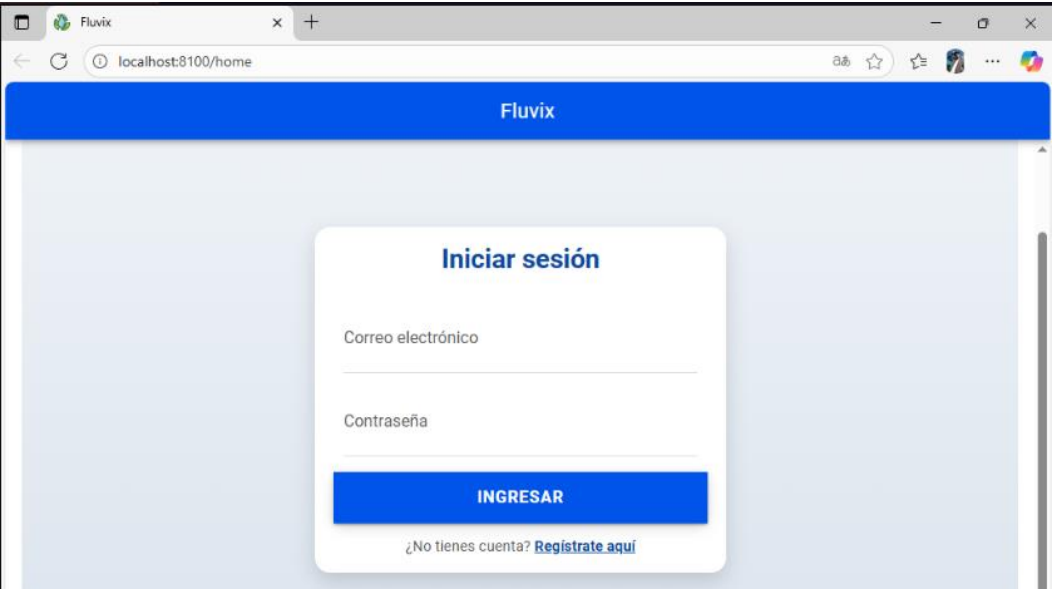 Fluvix
localhost:8100/home
Fluvix
Iniciar sesión
Correo electrónico
Contraseña
INGRESAR
¿No tienes cuenta? Regístrate aquí